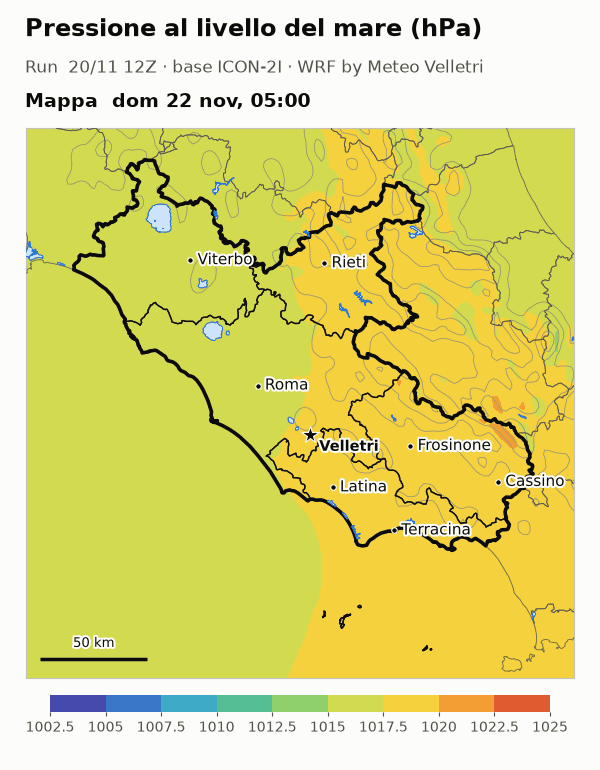 Pressione al livello del mare (hPa)
Run  20/11 12Z · base ICON-2I · WRF by Meteo Velletri
Mappa  dom 22 nov, 05:00
Viterbo
Rieti
Roma
Velletri
Frosinone
Latina
Cassino
Terracina
50 km
1002.5 1005 1007.5 1010 1012.5 1015 1017.5 1020 1022.5 1025